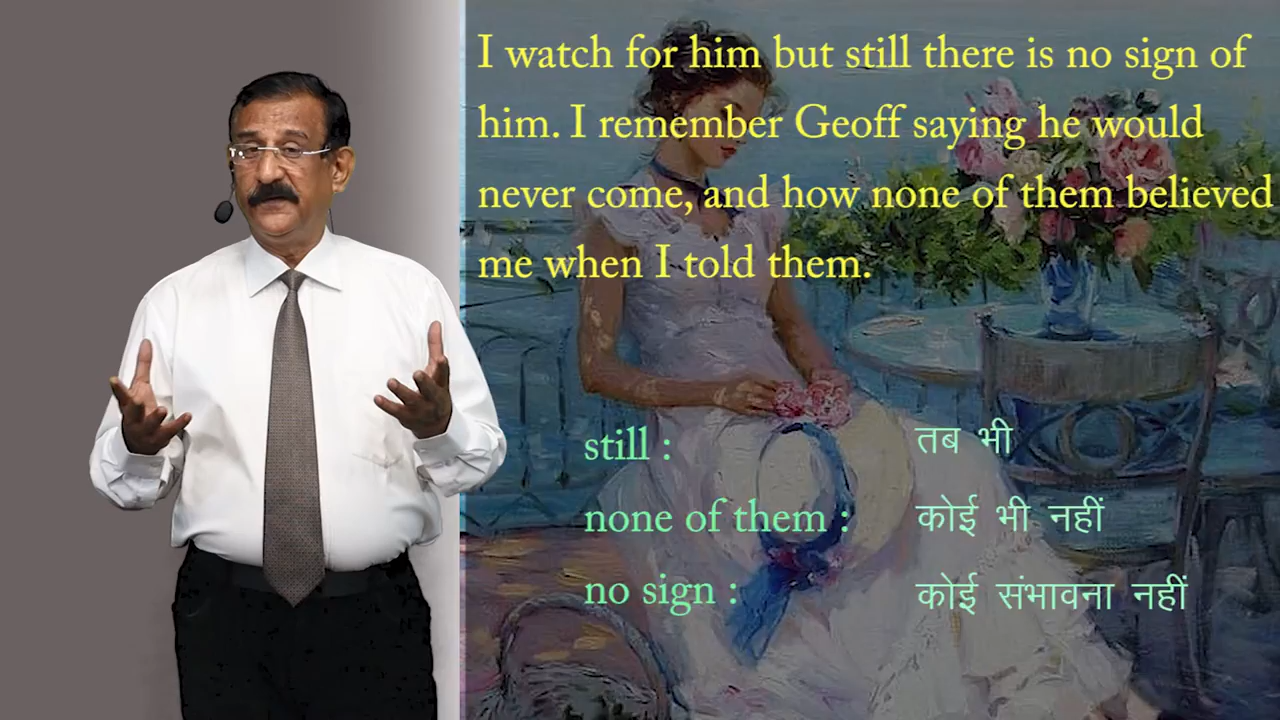 I watch for him but still there is no sign of
him. I remember Geoff saying he would
never come, and how none of them believed
me when I told them.
still : तब भी
none of them : कोई भी नहीं
no sign : कोई संभावना नहीं